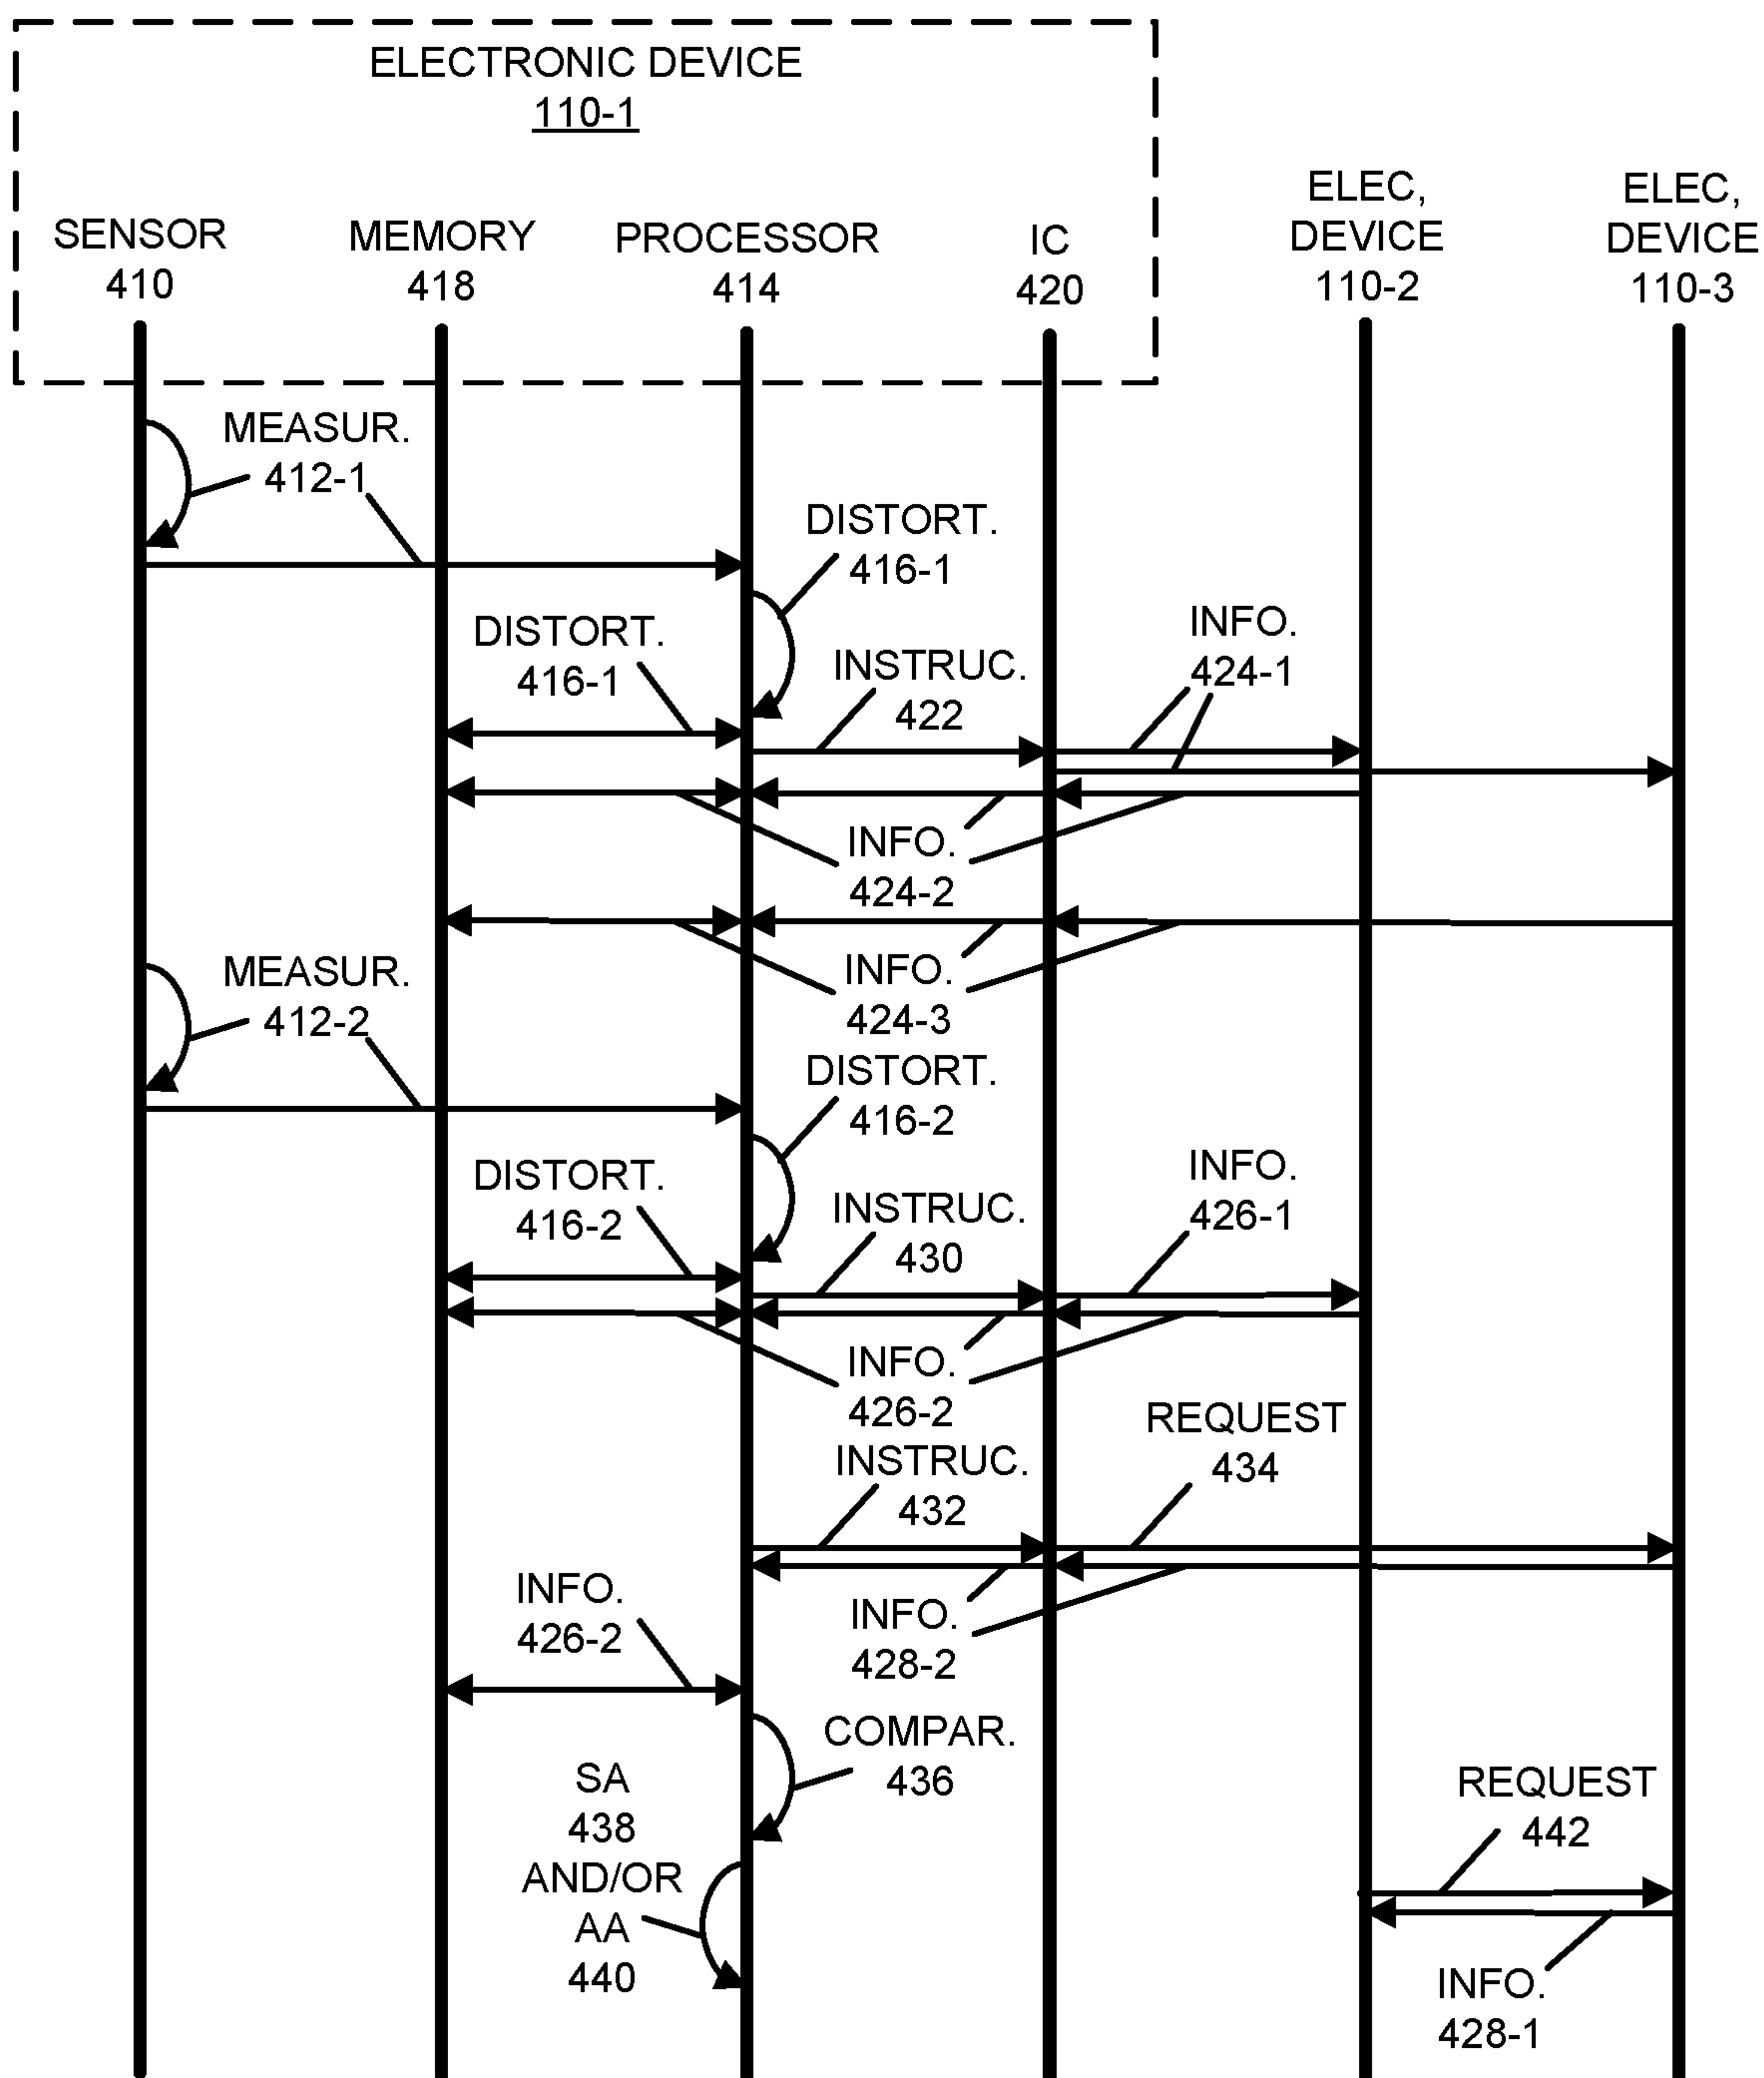 ELECTRONIC DEVICE
110-1
SENSOR
410
MEMORY
418
PROCESSOR
414
IC
420
ELEC,
DEVICE
110-2
ELEC,
DEVICE
110-3
MEASUR.
412-1
DISTORT.
416-1
DISTORT.
416-1
INSTRUC.
422
INFO.
424-1
INFO.
424-2
INFO.
424-3
MEASUR.
412-2
DISTORT.
416-2
DISTORT.
416-2
INSTRUC.
430
INFO.
426-1
INFO.
426-2
REQUEST
434
INSTRUC.
432
INFO.
426-2
INFO.
428-2
COMPAR.
436
SA
438
AND/OR
AA
440
REQUEST
442
INFO.
428-1